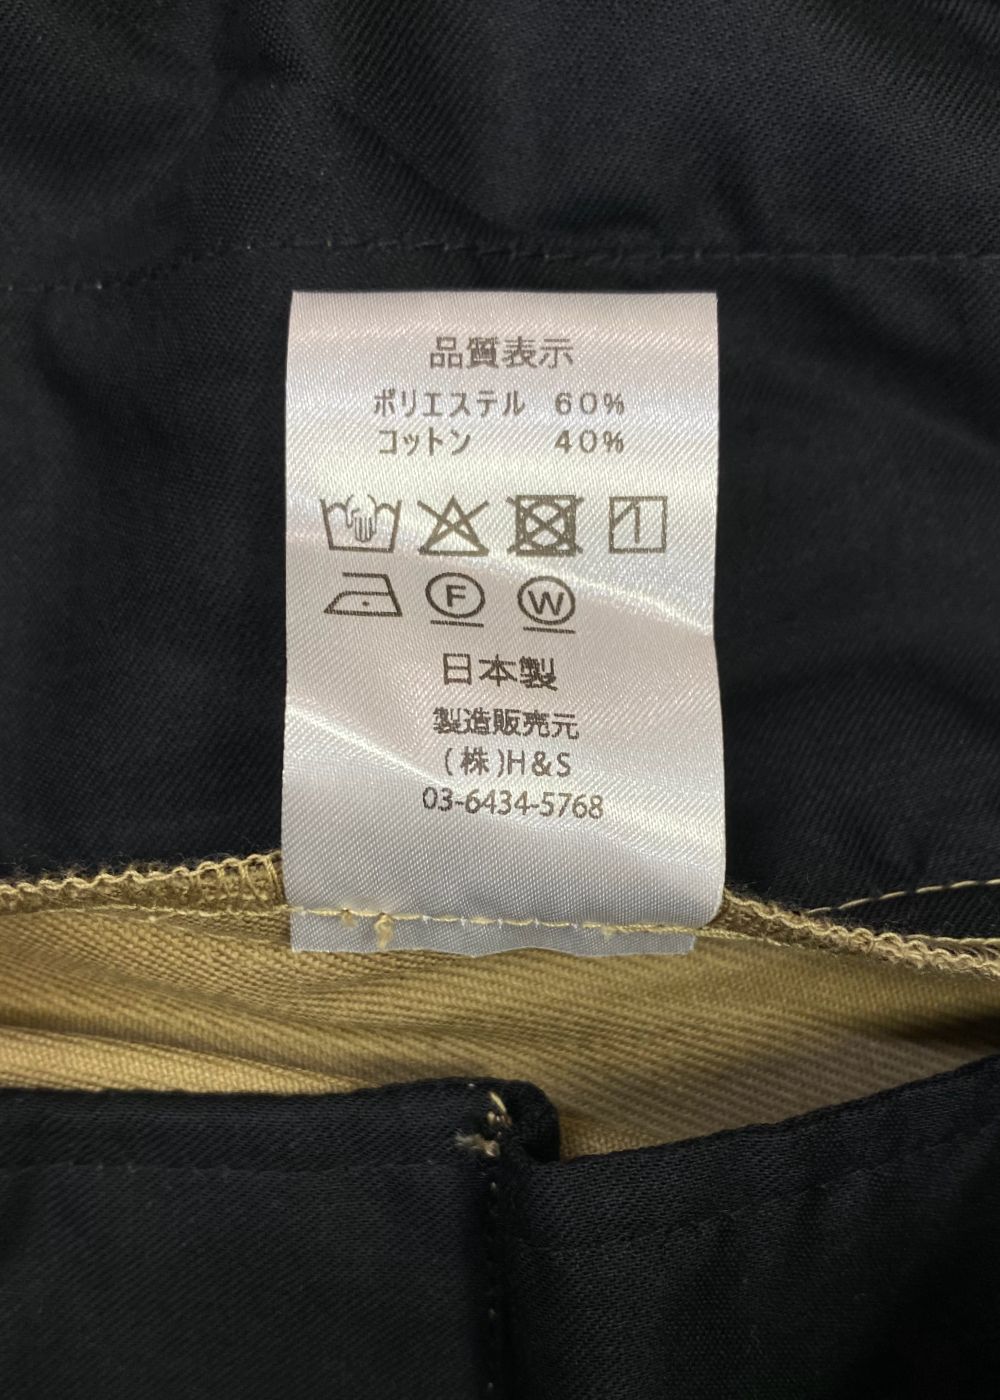 品質表示
ポリエステル 60%
コットン 40%
F W
日本製
製造販売元
(株)H&S
03-6434-5768